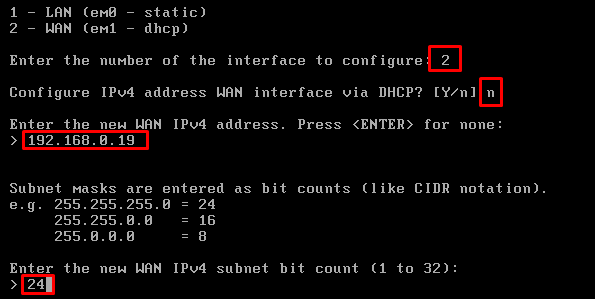 1 - LAN (em0 - static)
2 - WAN (em1 - dhcp)
Enter the number of the interface to configure: 2
Configure IPv4 address WAN interface via DHCP? [Y/n] n
Enter the new WAN IPv4 address. Press <ENTER> for none:
> 192.168.0.19
Subnet masks are entered as bit counts (like CIDR notation).
e.g. 255.255.255.0 = 24
255.255.0.0 = 16
255.0.0.0 = 8
Enter the new WAN IPv4 subnet bit count (1 to 32):
> 24